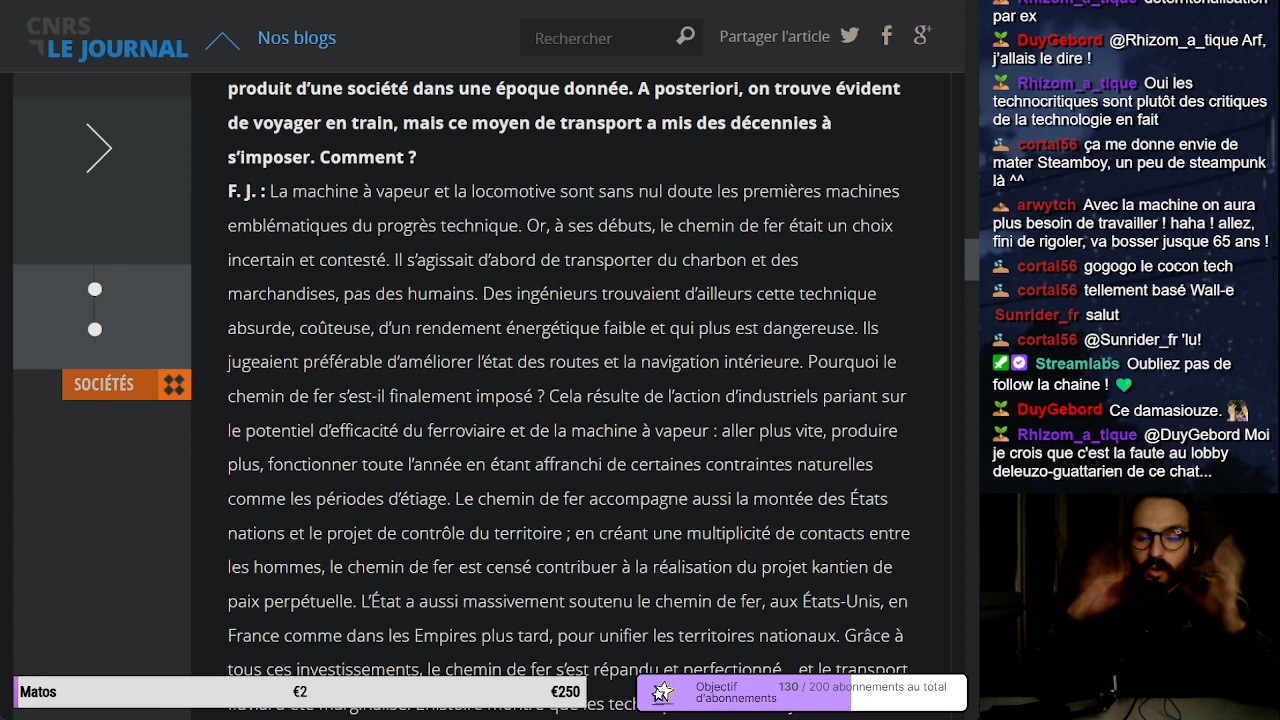 CNRS
LE JOURNAL
Nos blogs
Rechercher
Partager l'article
produit d’une société dans une époque donnée. A posteriori, on trouve évident
de voyager en train, mais ce moyen de transport a mis des décennies à
s’imposer. Comment ?
F. J. : La machine à vapeur et la locomotive sont sans nul doute les premières machines
emblématiques du progrès technique. Or, à ses débuts, le chemin de fer était un choix
incertain et contesté. Il s’agissait d’abord de transporter du charbon et des
marchandises, pas des humains. Des ingénieurs trouvaient d’ailleurs cette technique
absurde, coûteuse, d’un rendement énergétique faible et qui plus est dangereuse. Ils
jugeaient préférable d’améliorer l’état des routes et la navigation intérieure. Pourquoi le
chemin de fer s’est-il finalement imposé ? Cela résulte de l’action d’industriels pariant sur
le potentiel d’efficacité du ferroviaire et de la machine à vapeur : aller plus vite, produire
plus, fonctionner toute l’année en étant affranchi de certaines contraintes naturelles
comme les périodes d’étiage. Le chemin de fer accompagne aussi la montée des États
nations et le projet de contrôle du territoire ; en créant une multiplicité de contacts entre
les hommes, le chemin de fer est censé contribuer à la réalisation du projet kantien de
paix perpétuelle. L’État a aussi massivement soutenu le chemin de fer, aux États-Unis, en
France comme dans les Empires plus tard, pour unifier les territoires nationaux. Grâce à
tous ces investissements, le chemin de fer s’est répandu et perfectionné… et le transport
SOCIÉTÉS
Matos €2 €250
Objectif d'abonnements
130 / 200 abonnements au total
Rhizom_a_tique déterritorialisation
par ex
DuyGebord @Rhizom_a_tique Arf,
j'allais le dire !
Rhizom_a_tique Oui les
technocritiques sont plutôt des critiques
de la technologie en fait
cortal56 ça me donne envie de
mater Steamboy, un peu de steampunk
là ^^
arwytch Avec la machine on aura
plus besoin de travailler ! haha ! allez,
fini de rigoler, va bosser jusque 65 ans !
cortal56 gogogo le cocon tech
cortal56 tellement basé Wall-e
Sunrider_fr salut
cortal56 @Sunrider_fr 'lu!
Streamlabs Oubliez pas de
follow la chaine !
DuyGebord Ce damasiouze.
Rhizom_a_tique @DuyGebord Moi
je crois que c'est la faute au lobby
deleuzo-guattarien de ce chat...